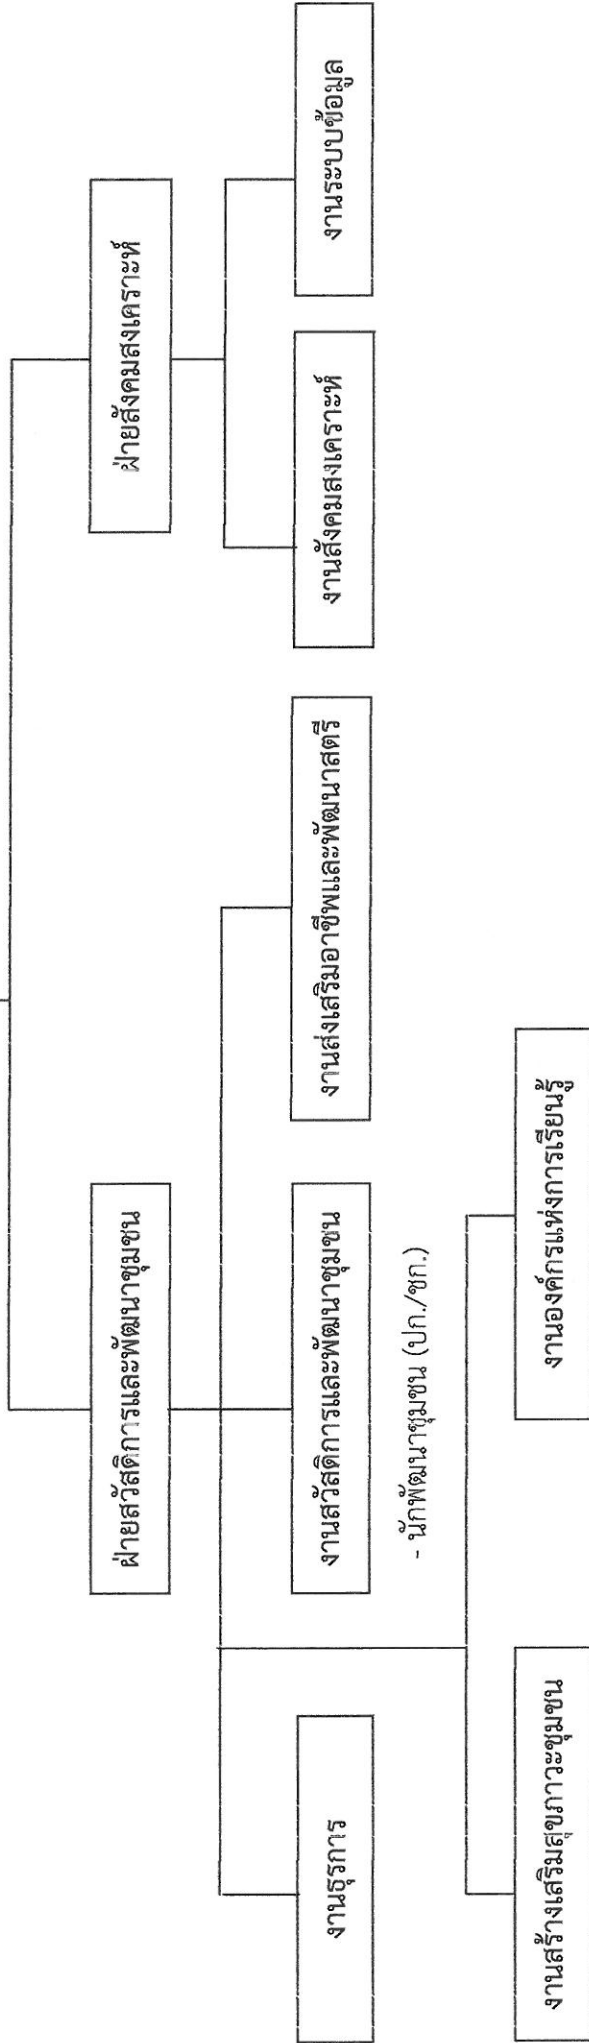 ฝ่ายสวัสดิการและพัฒนาชุมชน
ฝ่ายสังคมสงเคราะห์
งานธุรการ
งานสวัสดิการและพัฒนาชุมชน
งานส่งเสริมอาชีพและพัฒนาสตรี
งานสังคมสงเคราะห์
งานระบบข้อมูล
- นักพัฒนาชุมชน (ปก./ชก.)
งานสร้างเสริมสุขภาวะชุมชน
งานองค์กรแห่งการเรียนรู้